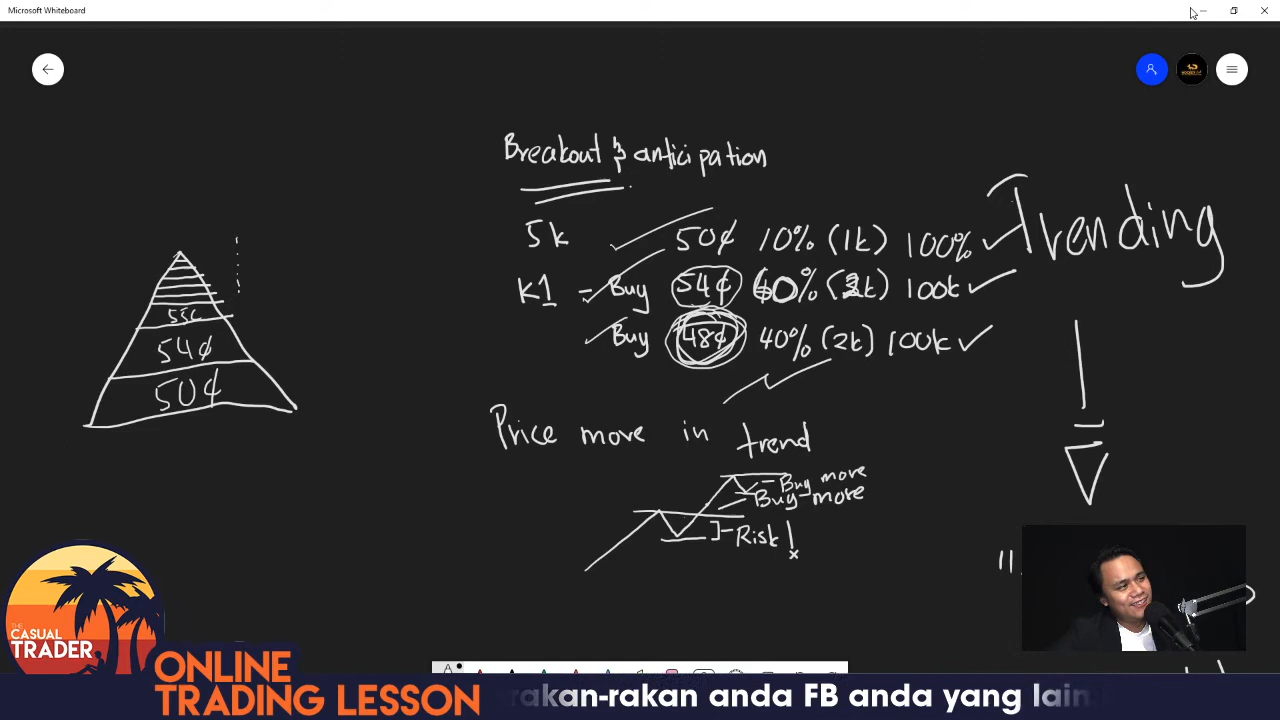 Microsoft Whiteboard
Breakout & anticipation
5k 50¢ 10% (1k) 100%
K1 - Buy 54¢ 60% (3k) 100k
Buy 48¢ 40% (2k) 100k
Trending
55¢
54¢
50¢
Price move in trend
Buy more
Buy more
Risk!
THE
CASUAL
TRADER
ONLINE
TRADING LESSON
rakan-rakan anda FB anda yang lain